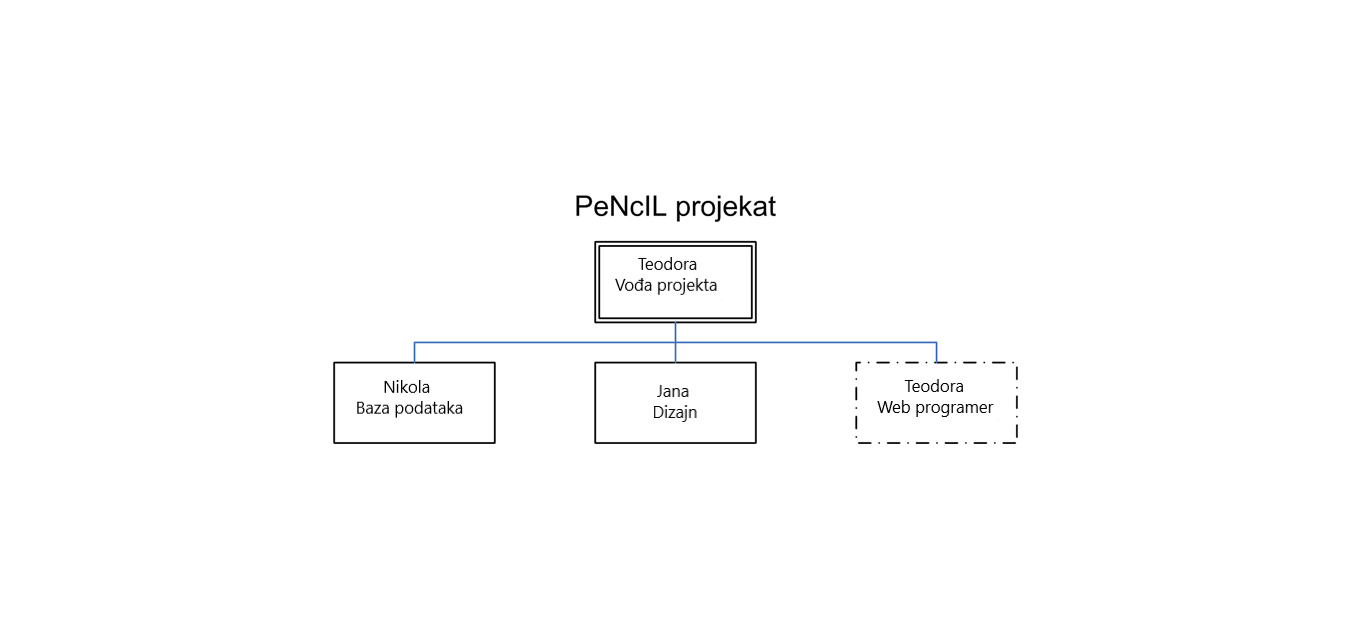 PeNcIL projekat
Teodora
Vođa projekta
Nikola
Baza podataka
Jana
Dizajn
Teodora
Web programer